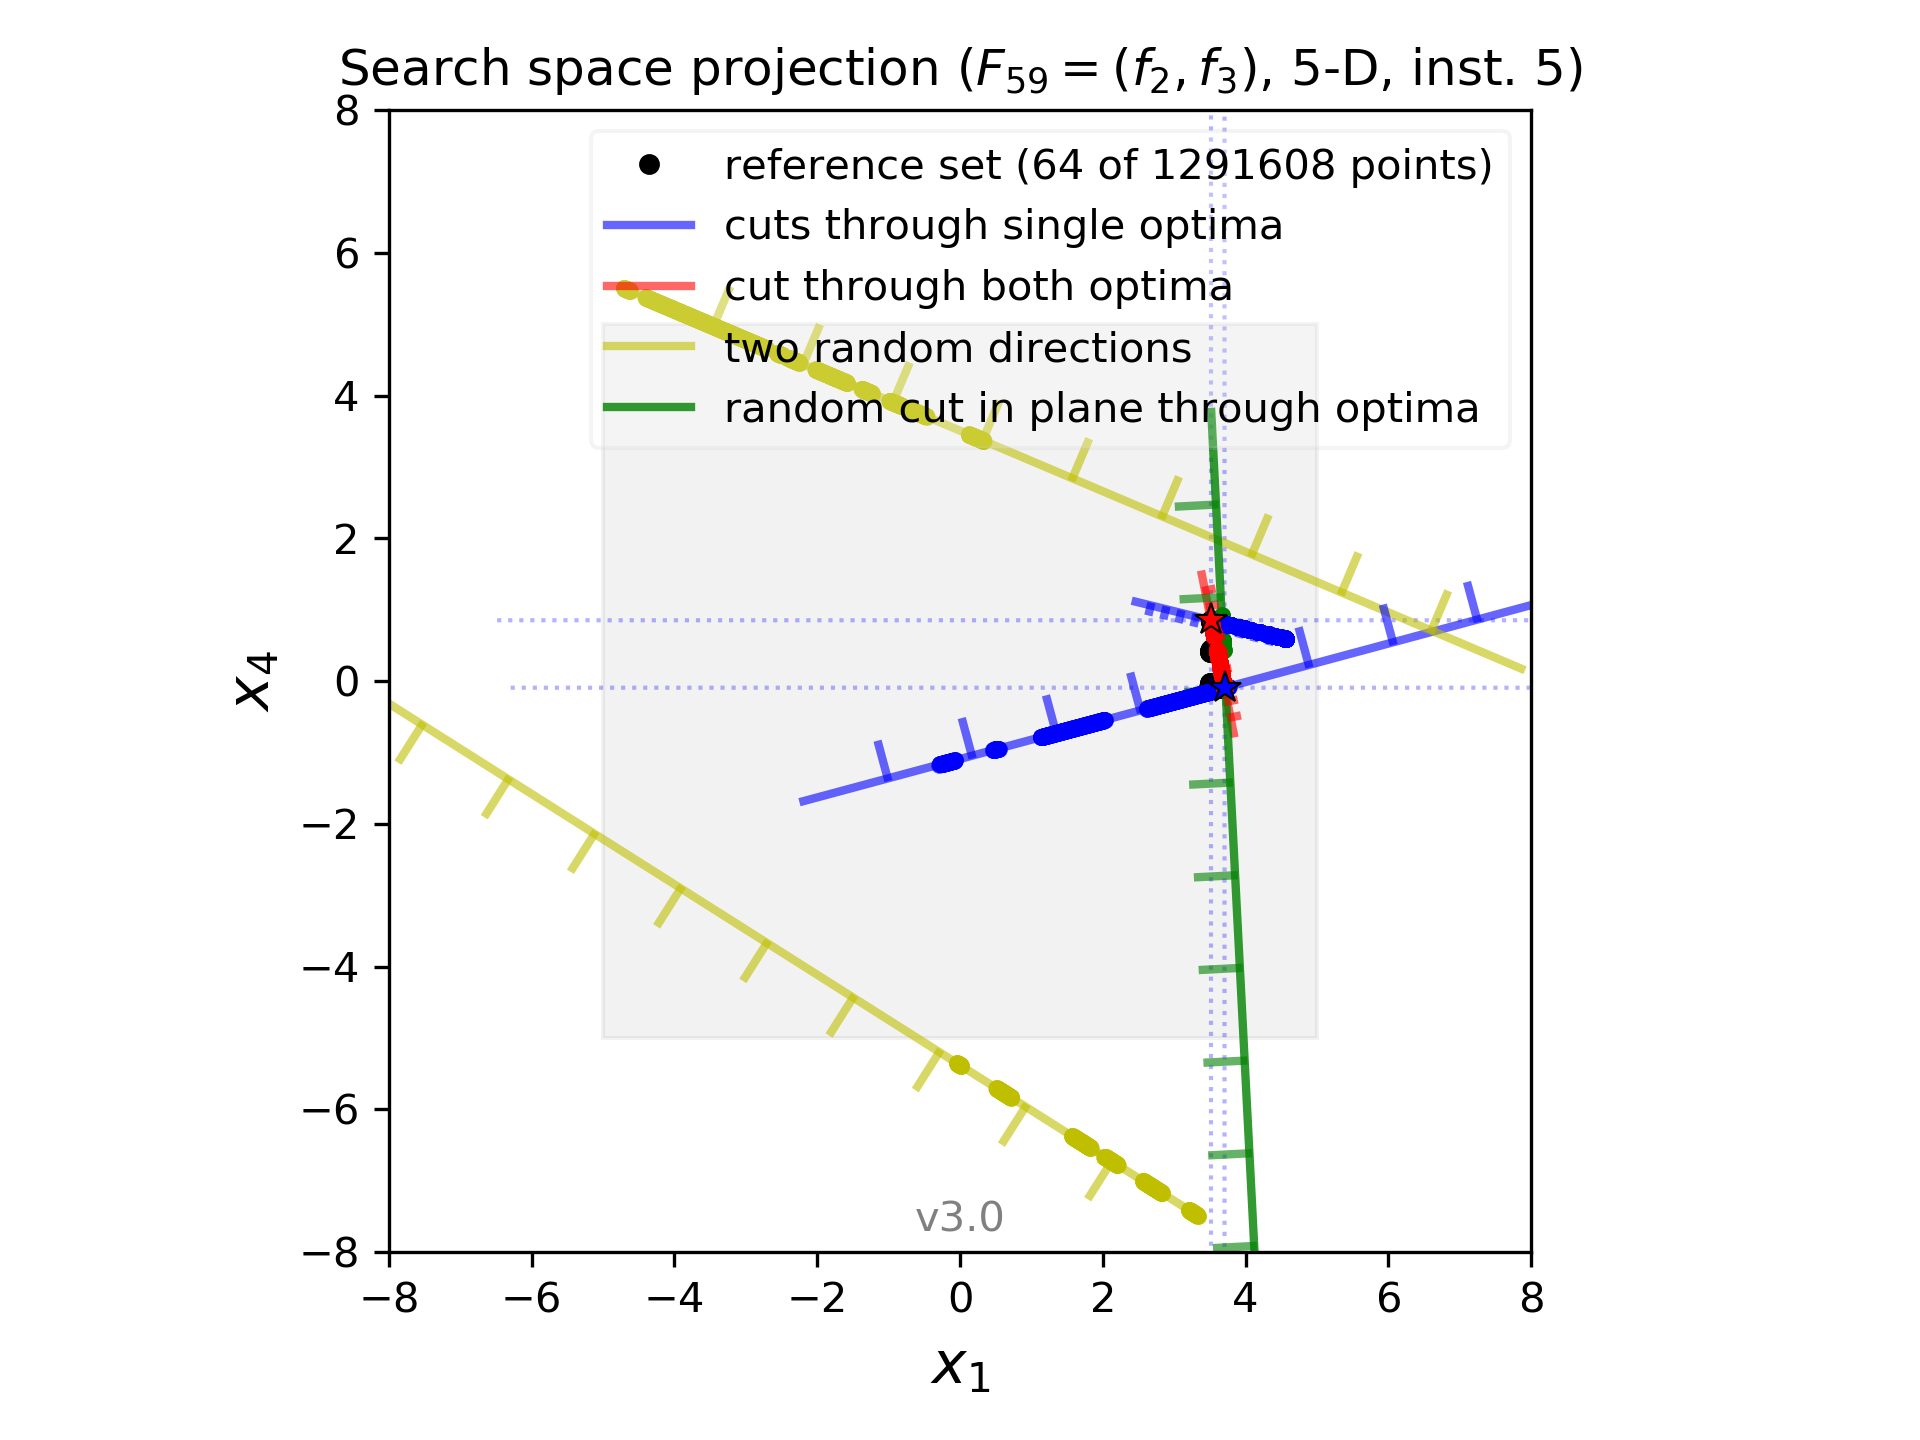 Search space projection (F₅₉ = (f₂, f₃), 5-D, inst. 5)
8
6
4
2
0
−2
−4
−6
−8
x₄
reference set (64 of 1291608 points)
cuts through single optima
cut through both optima
two random directions
random cut in plane through optima
v3.0
−8 −6 −4 −2 0 2 4 6 8
x₁